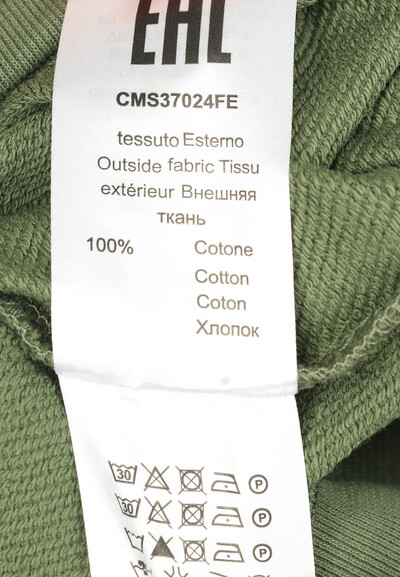 EAC
CMS37024FE
tessuto Esterno
Outside fabric Tissu
extérieur Внешняя
ткань
100% Cotone
Cotton
Coton
Хлопок
30 P
30 P
P